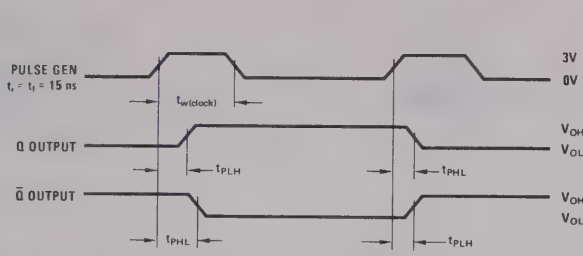 PULSE GEN
tr = tf = 15 ns
3V
0V
tw(clock)
Q OUTPUT
VOH
VOL
tPLH
tPHL
Q̄ OUTPUT
VOH
VOL
tPHL
tPLH